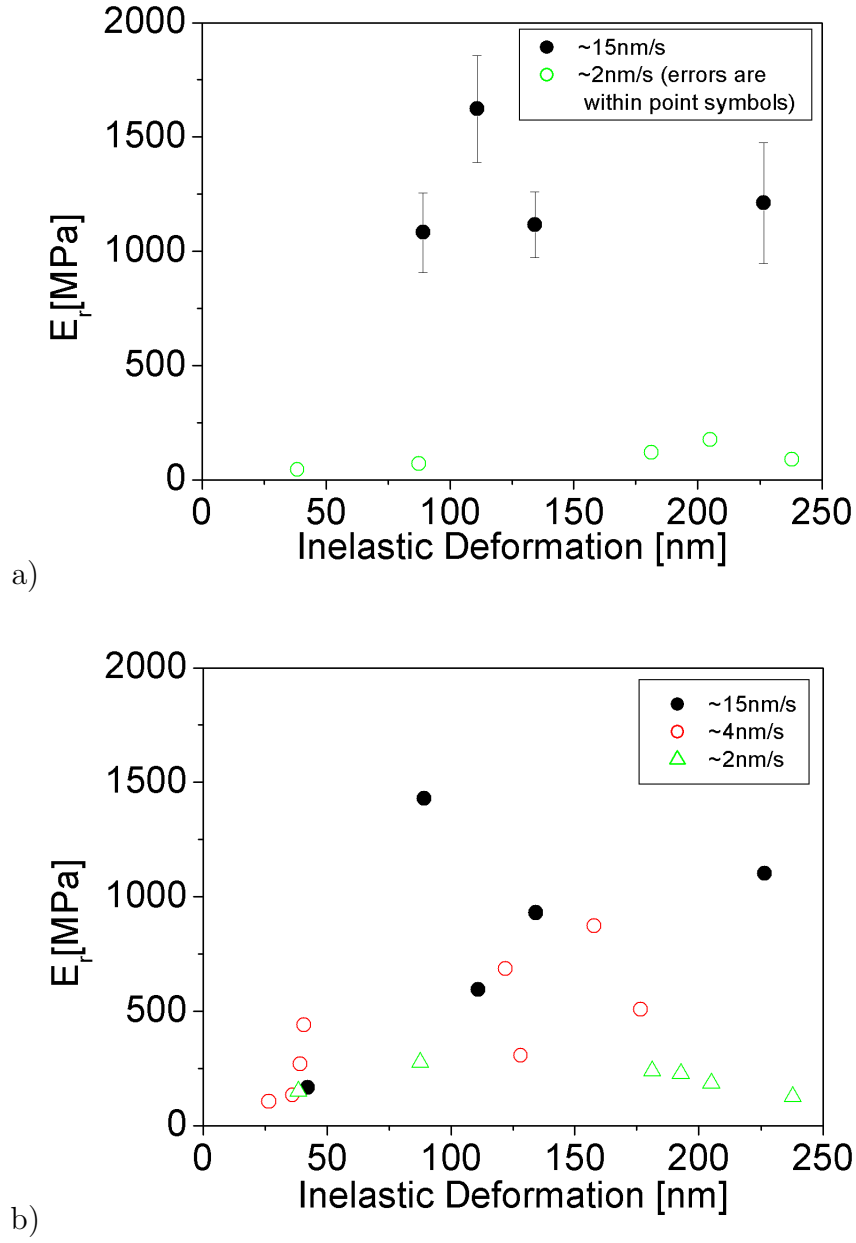 2000
1500
1000
500
0
E_r[MPa]
~15nm/s
~2nm/s (errors are
within point symbols)
0 50 100 150 200 250
Inelastic Deformation [nm]
a)
2000
1500
1000
500
0
E_r[MPa]
~15nm/s
~4nm/s
~2nm/s
0 50 100 150 200 250
Inelastic Deformation [nm]
b)